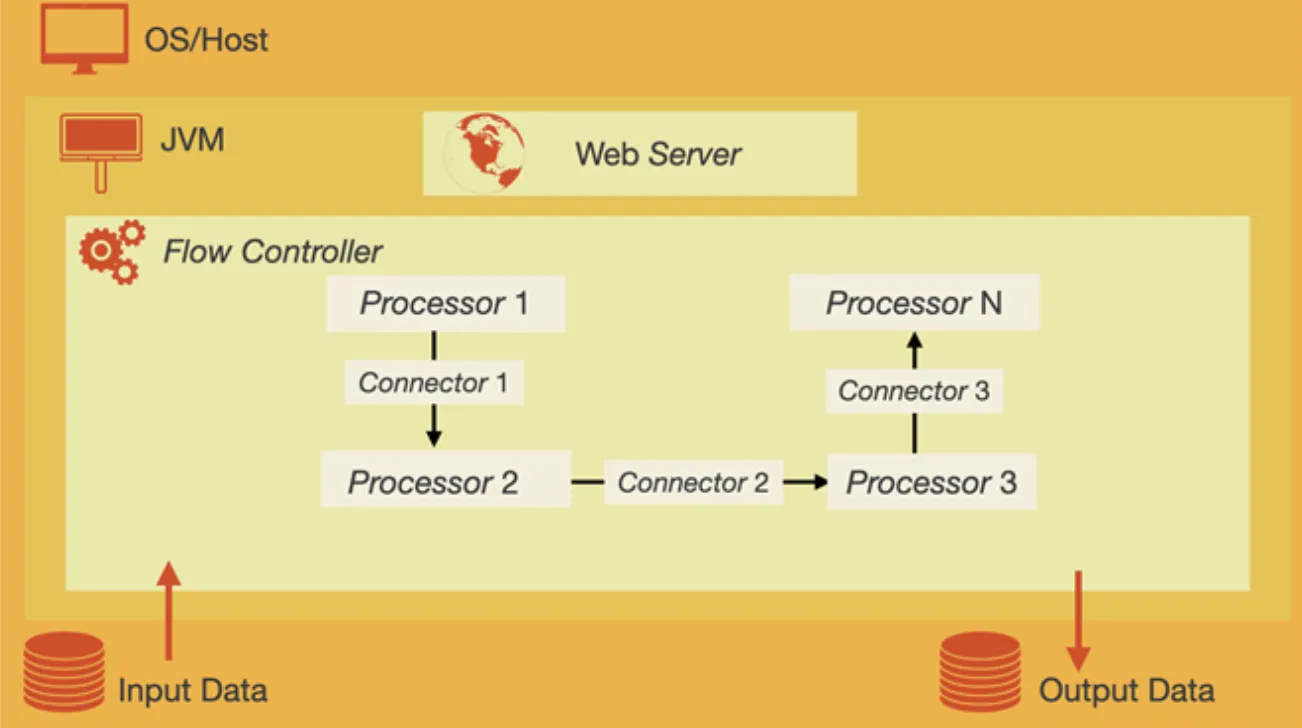 OS/Host
JVM
Web Server
Flow Controller
Processor 1
Processor N
Connector 1
Connector 3
Processor 2
Connector 2
Processor 3
Input Data
Output Data